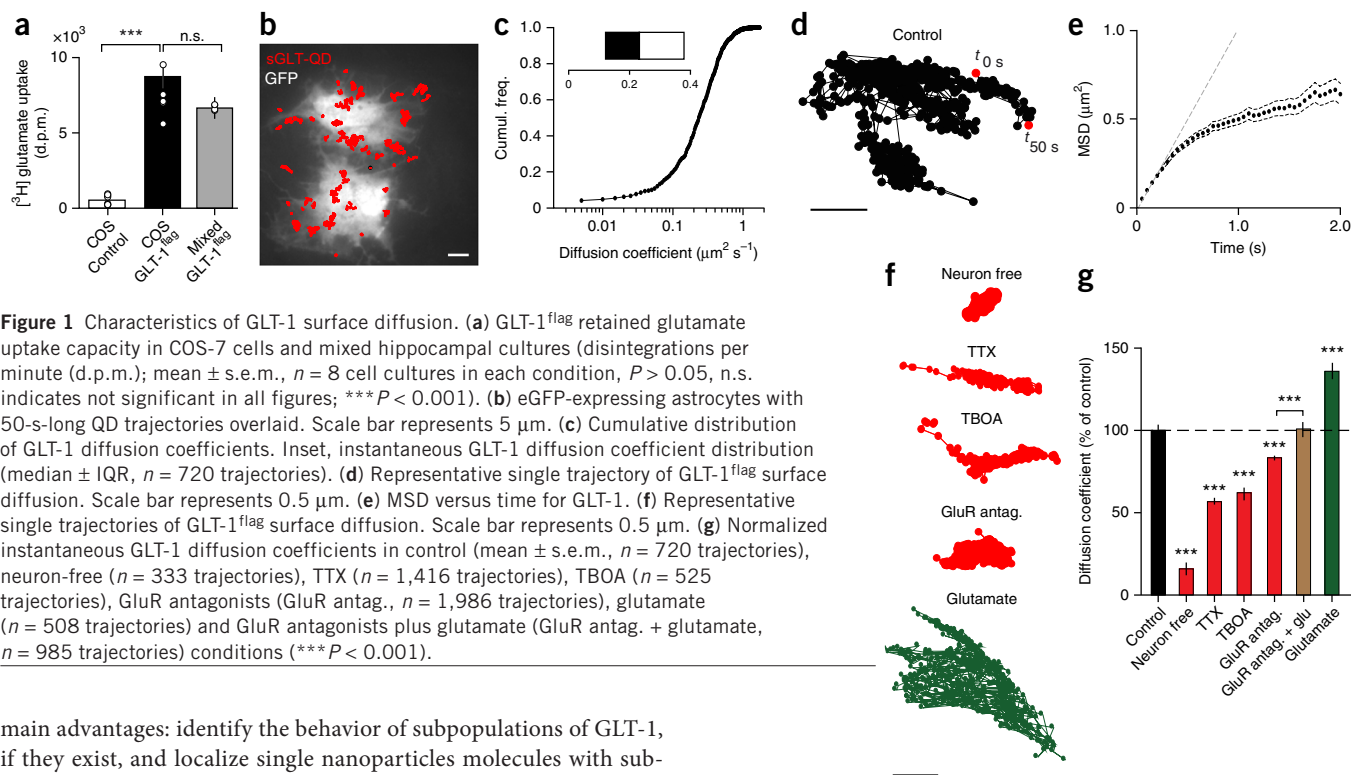 a
×10³
***
n.s.
10
5
0
[³H] glutamate uptake
(d.p.m.)
COS
Control
COS
GLT-1flag
Mixed
GLT-1flag
b
sGLT-QD
GFP
c
1.0
0.8
0.6
0.4
0.2
0
Cumul. freq.
0
0.2
0.4
0.01
0.1
1
Diffusion coefficient (μm² s⁻¹)
d
Control
t 0 s
t 50 s
e
1.0
0.5
0
MSD (μm²)
0
1.0
2.0
Time (s)
Figure 1 Characteristics of GLT-1 surface diffusion. (a) GLT-1flag retained glutamate
uptake capacity in COS-7 cells and mixed hippocampal cultures (disintegrations per
minute (d.p.m.); mean ± s.e.m., n = 8 cell cultures in each condition, P > 0.05, n.s.
indicates not significant in all figures; ***P < 0.001). (b) eGFP-expressing astrocytes with
50-s-long QD trajectories overlaid. Scale bar represents 5 μm. (c) Cumulative distribution
of GLT-1 diffusion coefficients. Inset, instantaneous GLT-1 diffusion coefficient distribution
(median ± IQR, n = 720 trajectories). (d) Representative single trajectory of GLT-1flag surface
diffusion. Scale bar represents 0.5 μm. (e) MSD versus time for GLT-1. (f) Representative
single trajectories of GLT-1flag surface diffusion. Scale bar represents 0.5 μm. (g) Normalized
instantaneous GLT-1 diffusion coefficients in control (mean ± s.e.m., n = 720 trajectories),
neuron-free (n = 333 trajectories), TTX (n = 1,416 trajectories), TBOA (n = 525
trajectories), GluR antagonists (GluR antag., n = 1,986 trajectories), glutamate
(n = 508 trajectories) and GluR antagonists plus glutamate (GluR antag. + glutamate,
n = 985 trajectories) conditions (***P < 0.001).
f
Neuron free
TTX
TBOA
GluR antag.
Glutamate
g
150
100
50
0
Diffusion coefficient (% of control)
***
***
***
***
***
***
Control
Neuron free
TTX
TBOA
GluR antag.
GluR antag. + glu
Glutamate
main advantages: identify the behavior of subpopulations of GLT-1,
if they exist, and localize single nanoparticles molecules with sub-